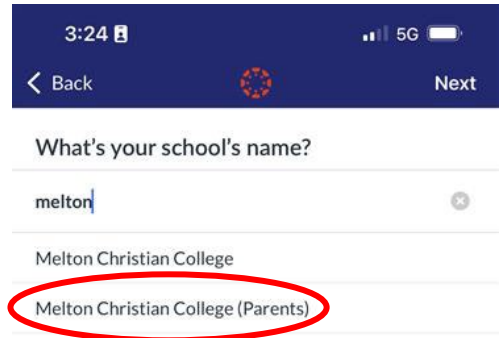 3:24 5G
Back Next
What's your school's name?
melton
Melton Christian College
Melton Christian College (Parents)